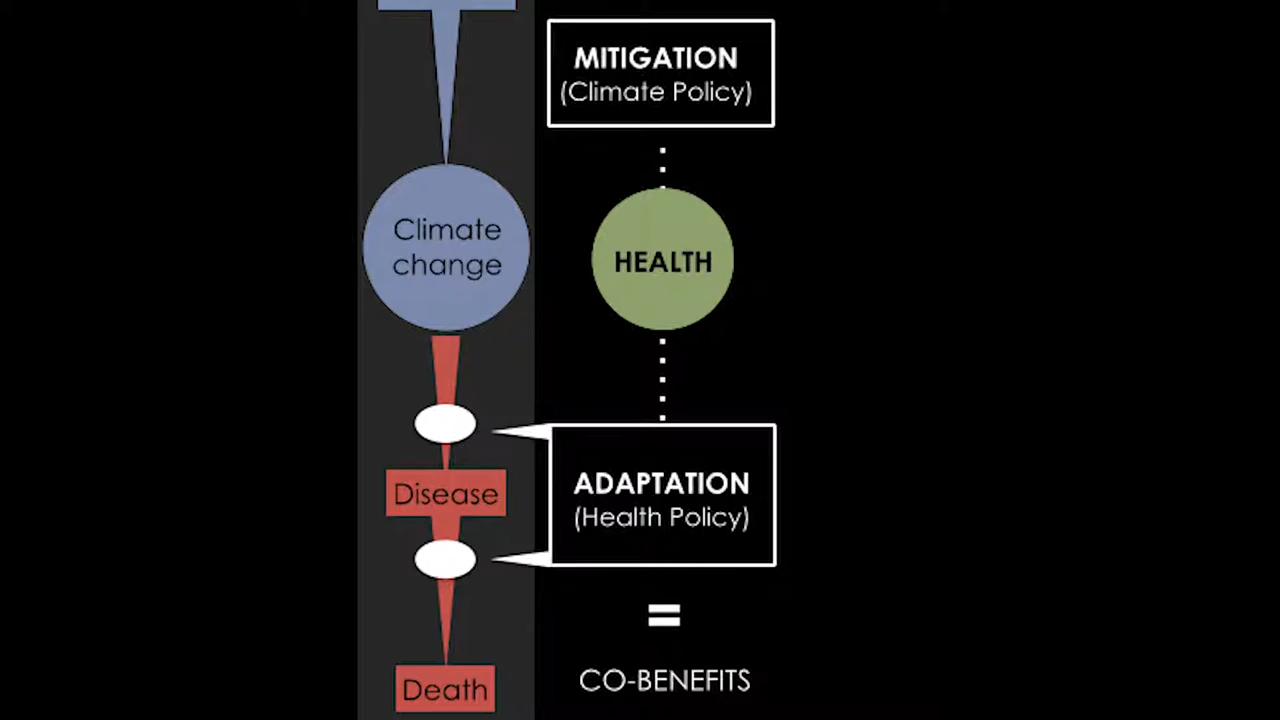 MITIGATION
(Climate Policy)
Climate
change
HEALTH
Disease
ADAPTATION
(Health Policy)
=
CO-BENEFITS
Death